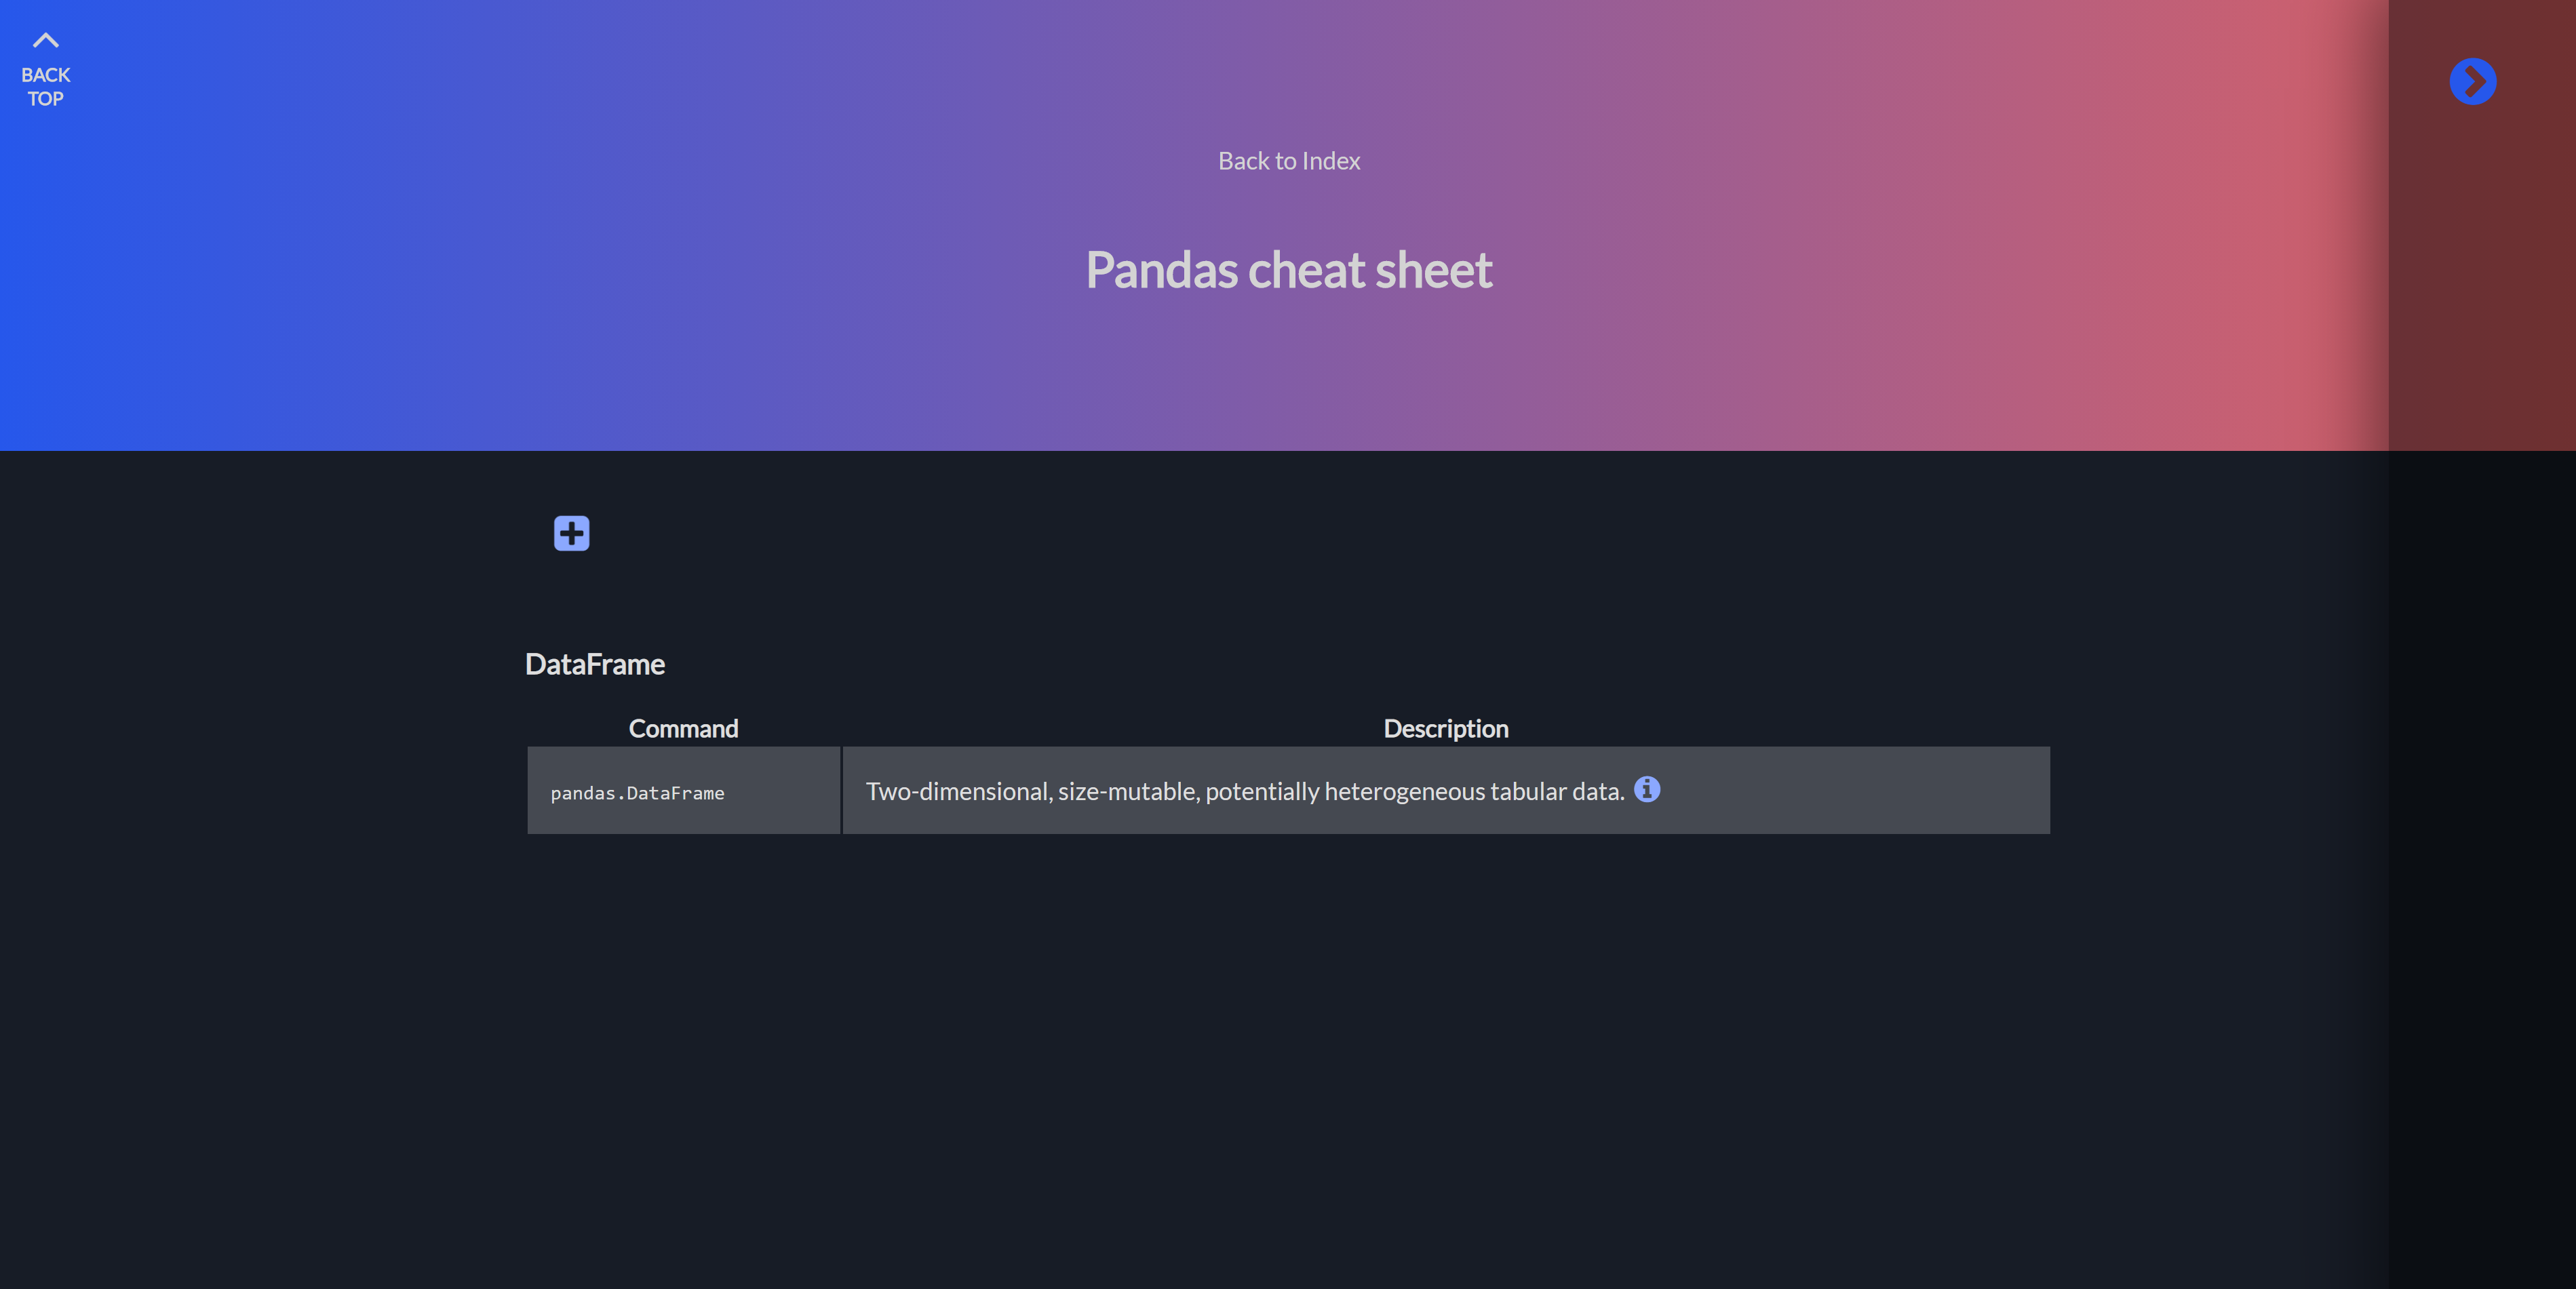 BACK
TOP
Back to Index
Pandas cheat sheet
DataFrame
Command Description
pandas.DataFrame Two-dimensional, size-mutable, potentially heterogeneous tabular data.